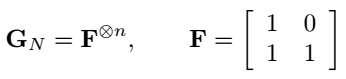 G_N = F^{⊗n}, F = [ 1 0
1 1 ]